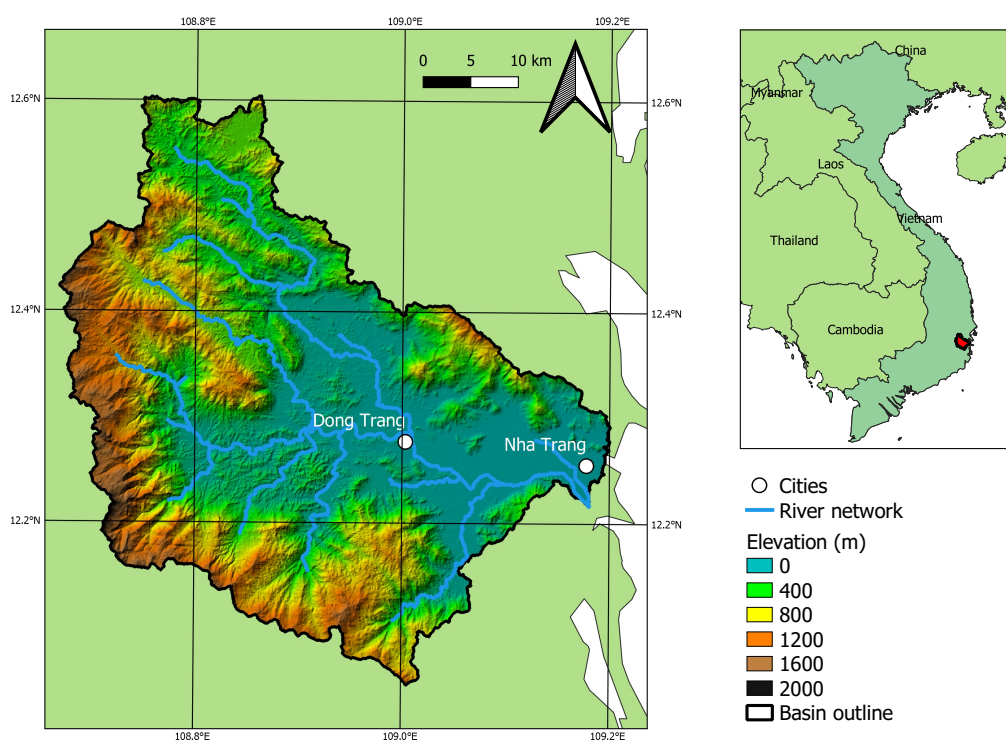 108.8°E
109.0°E
109.2°E
0 5 10 km
12.6°N
12.6°N
12.4°N
12.4°N
Dong Trang
Nha Trang
12.2°N
12.2°N
108.8°E
109.0°E
109.2°E
China
Myanmar
Laos
Vietnam
Thailand
Cambodia
Cities
River network
Elevation (m)
0
400
800
1200
1600
2000
Basin outline